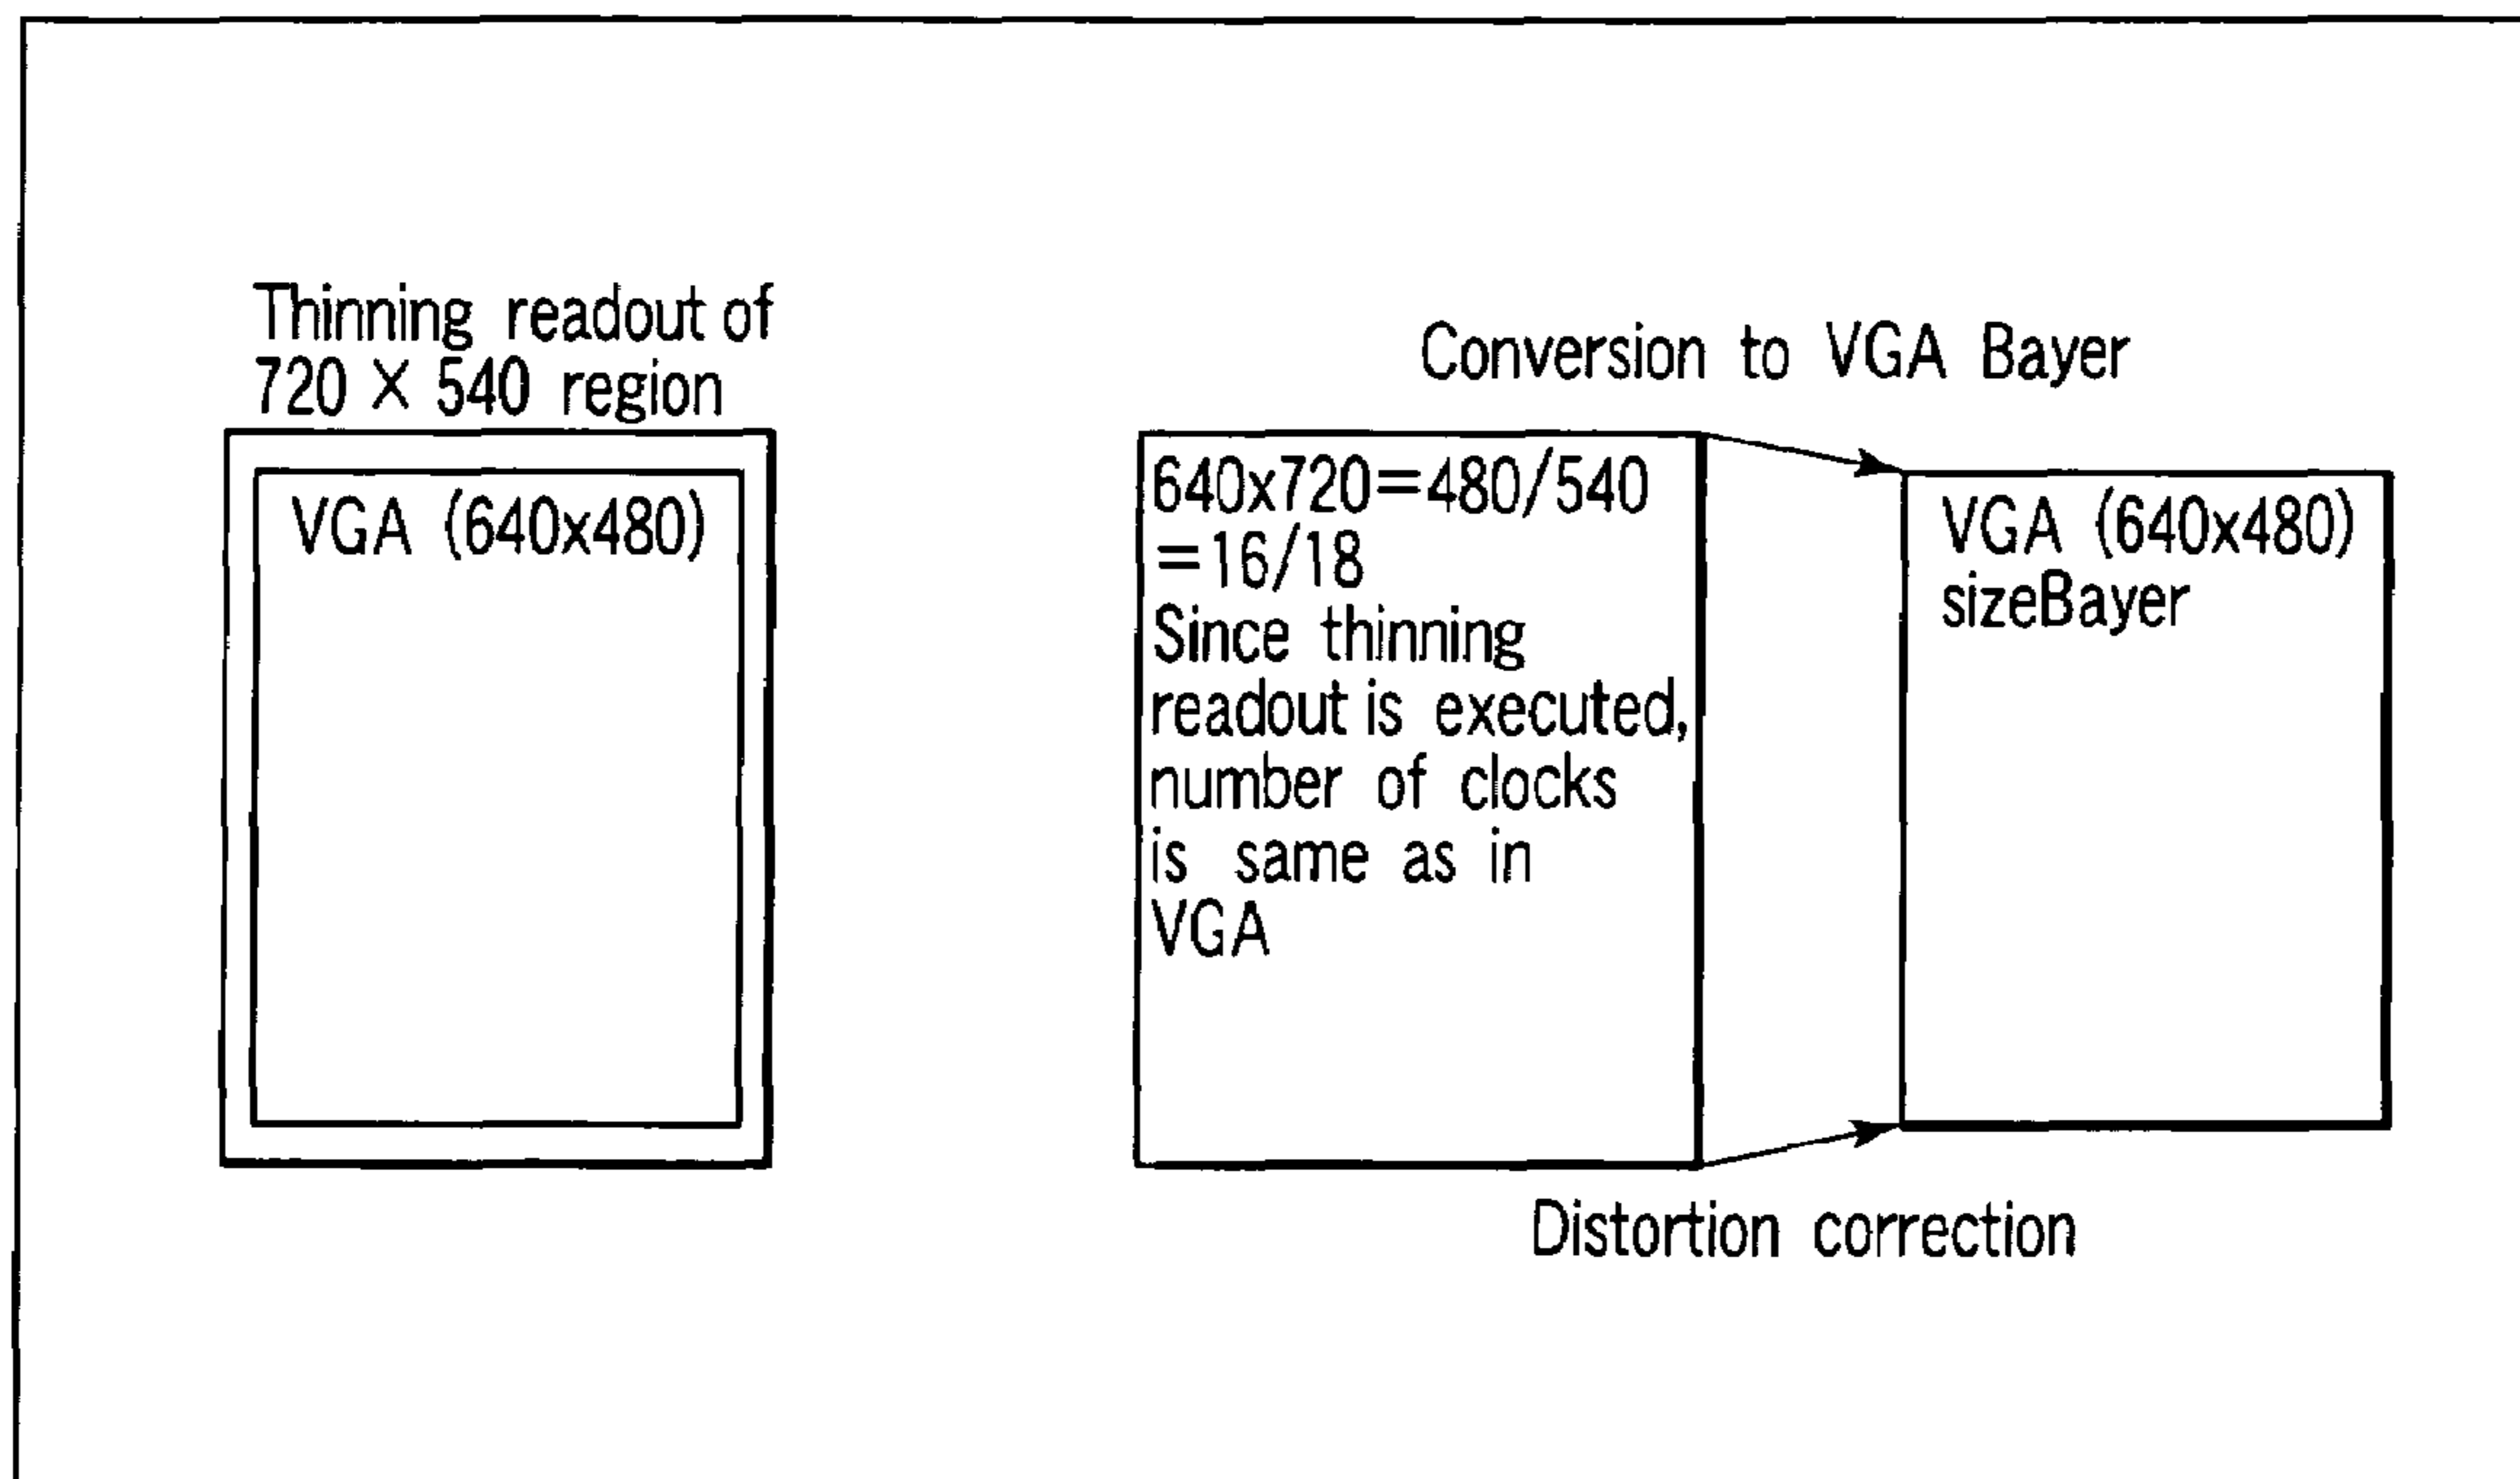 Thinning readout of
720 X 540 region
VGA (640x480)
Conversion to VGA Bayer
640x720=480/540
=16/18
Since thinning
readout is executed,
number of clocks
is same as in
VGA
VGA (640x480)
sizeBayer
Distortion correction